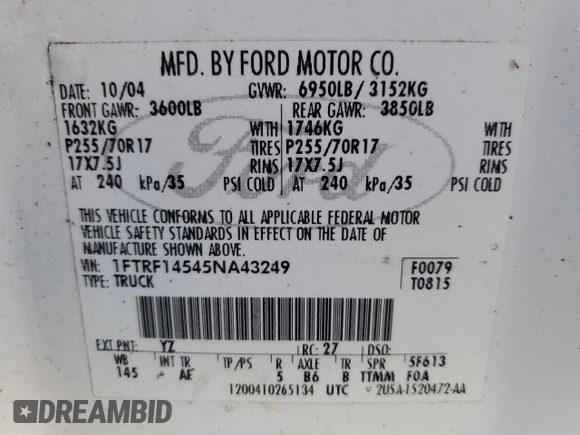 MFD. BY FORD MOTOR CO.
DATE: 10/04 GVWR: 6950LB/ 3152KG
FRONT GAWR: 3600LB REAR GAWR: 3850LB
1632KG WITH 1746KG WITH
P255/70R17 TIRES P255/70R17 TIRES
17X7.5J RIMS 17X7.5J RIMS
AT 240 kPa/35 PSI COLD AT 240 kPa/35 PSI COLD
Ford
THIS VEHICLE CONFORMS TO ALL APPLICABLE FEDERAL MOTOR
VEHICLE SAFETY STANDARDS IN EFFECT ON THE DATE OF
MANUFACTURE SHOWN ABOVE.
VIN: 1FTRF14545NA43249 F0079
TYPE: TRUCK T0815
EXT PNT: YZ RC: 27 DSO:
WB INT TR TP/PS R AXLE TR SPR 5F613
145 AE 5 B6 B TTMM F0A
1200410265134 UTC V 2U5A-1520472-AA
DREAMBID